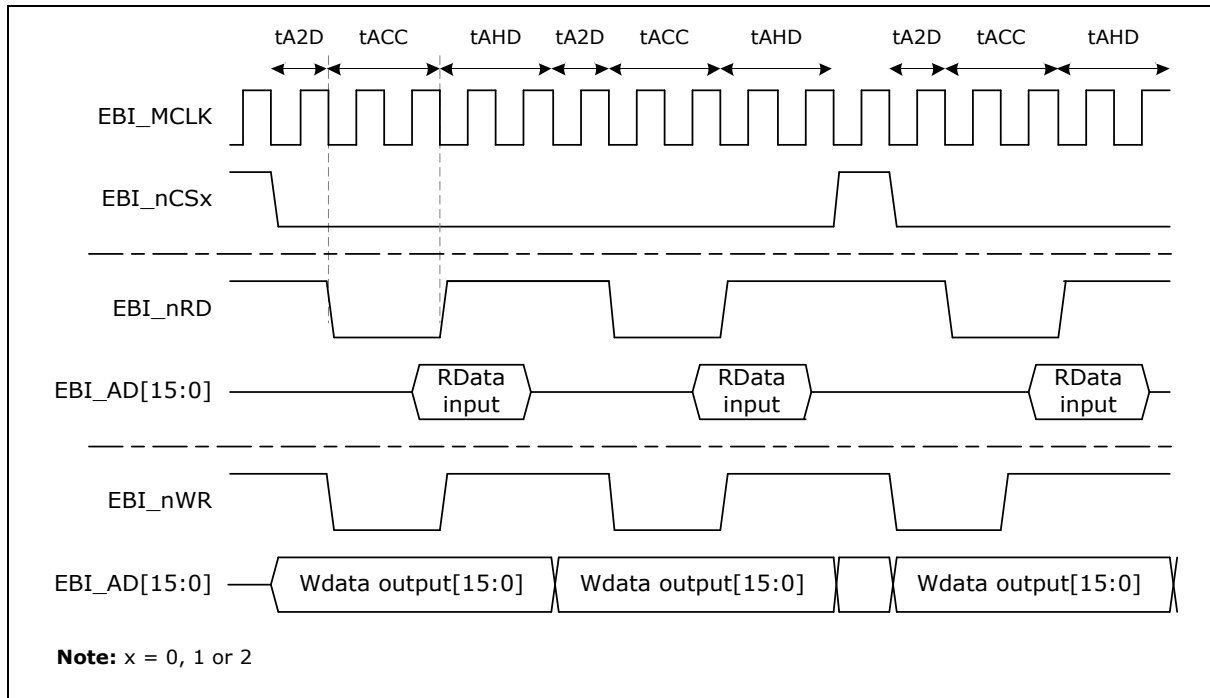 tA2D tACC tAHD tA2D tACC tAHD tA2D tACC tAHD
EBI_MCLK
EBI_nCSx
EBI_nRD
EBI_AD[15:0]
RData
input
RData
input
RData
input
EBI_nWR
EBI_AD[15:0]
Wdata output[15:0] Wdata output[15:0] Wdata output[15:0]
Note: x = 0, 1 or 2